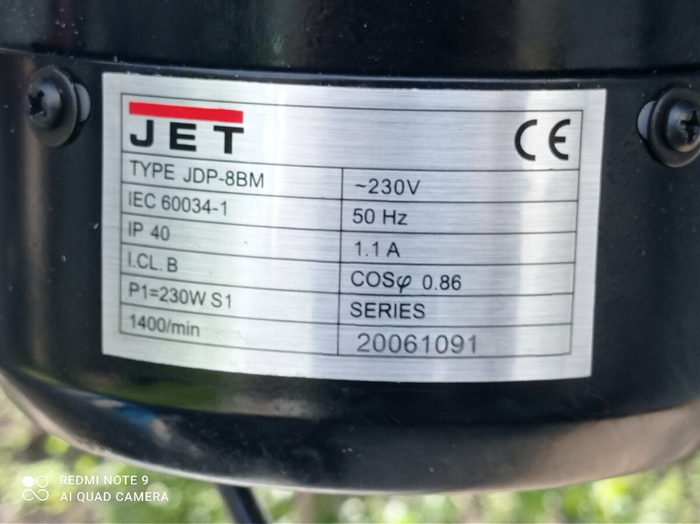 JET
CE
TYPE JDP-8BM
~230V
IEC 60034-1
50 Hz
IP 40
1.1 A
I.CL. B
COSφ 0.86
P1=230W S1
SERIES
1400/min
20061091
REDMI NOTE 9
AI QUAD CAMERA